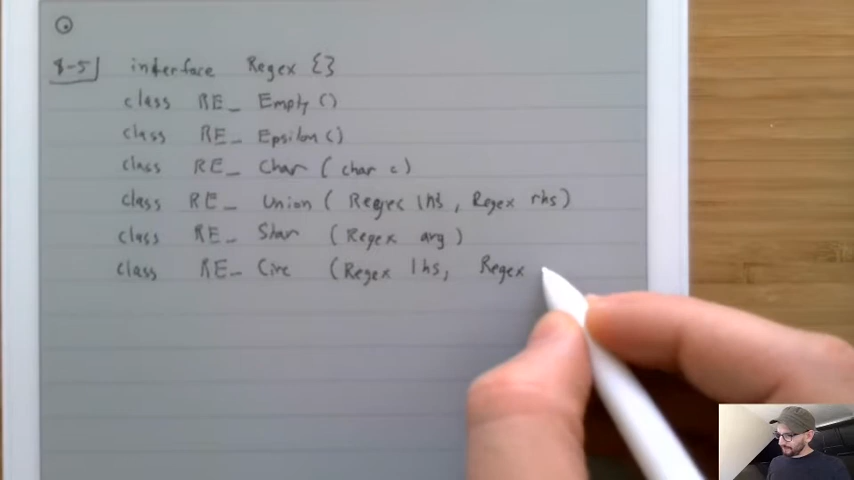 8-5 interface Regex {}
class RE_ Empty ()
class RE_ Epsilon ()
class RE_ Char ( char c )
class RE_ Union ( Regex lhs , Regex rhs )
class RE_ Star ( Regex arg )
class RE_ Circ ( Regex lhs, Regex